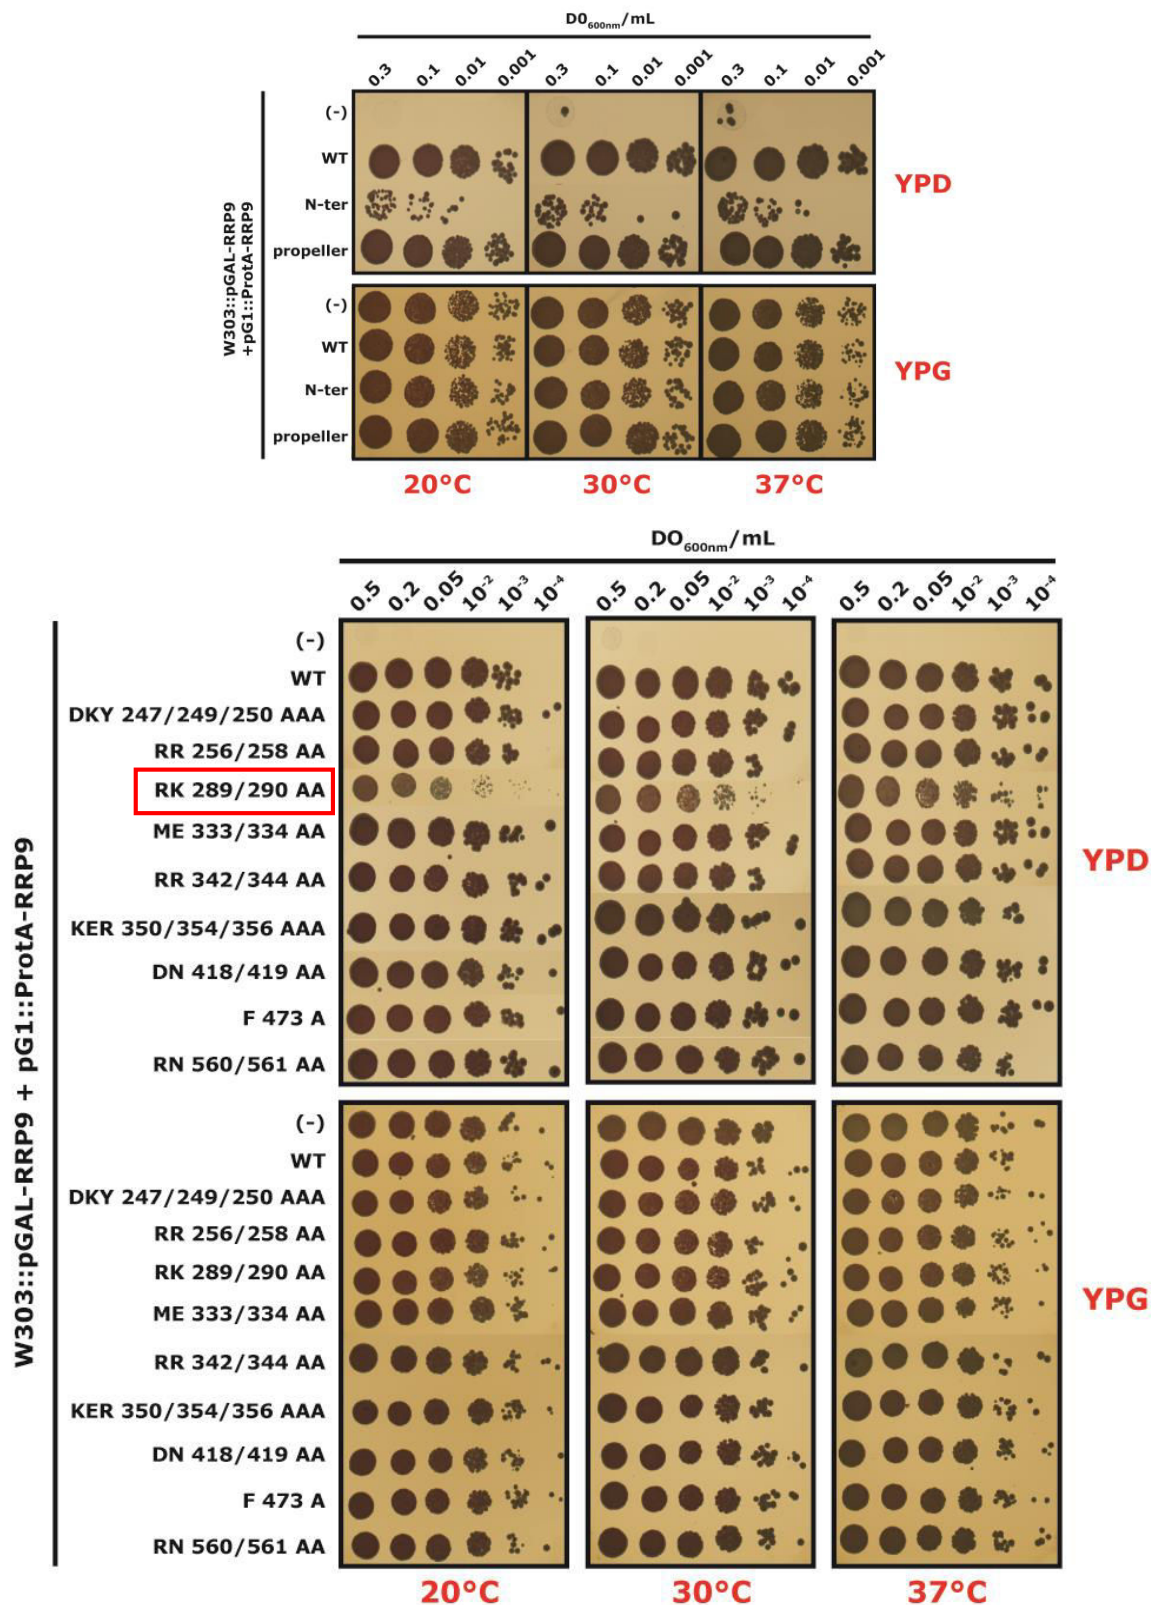 D0600nm/mL
0.3 0.1 0.01 0.001 0.3 0.1 0.01 0.001 0.3 0.1 0.01 0.001
W303::pGAL-RRP9
+pG1::ProtA-RRP9
(-)
WT
N-ter
propeller
YPD
(-)
WT
N-ter
propeller
YPG
20°C 30°C 37°C
DO600nm/mL
0.5 0.2 0.05 10-2 10-3 10-4 0.5 0.2 0.05 10-2 10-3 10-4 0.5 0.2 0.05 10-2 10-3 10-4
W303::pGAL-RRP9 + pG1::ProtA-RRP9
(-)
WT
DKY 247/249/250 AAA
RR 256/258 AA
RK 289/290 AA
ME 333/334 AA
RR 342/344 AA
KER 350/354/356 AAA
DN 418/419 AA
F 473 A
RN 560/561 AA
YPD
(-)
WT
DKY 247/249/250 AAA
RR 256/258 AA
RK 289/290 AA
ME 333/334 AA
RR 342/344 AA
KER 350/354/356 AAA
DN 418/419 AA
F 473 A
RN 560/561 AA
YPG
20°C 30°C 37°C